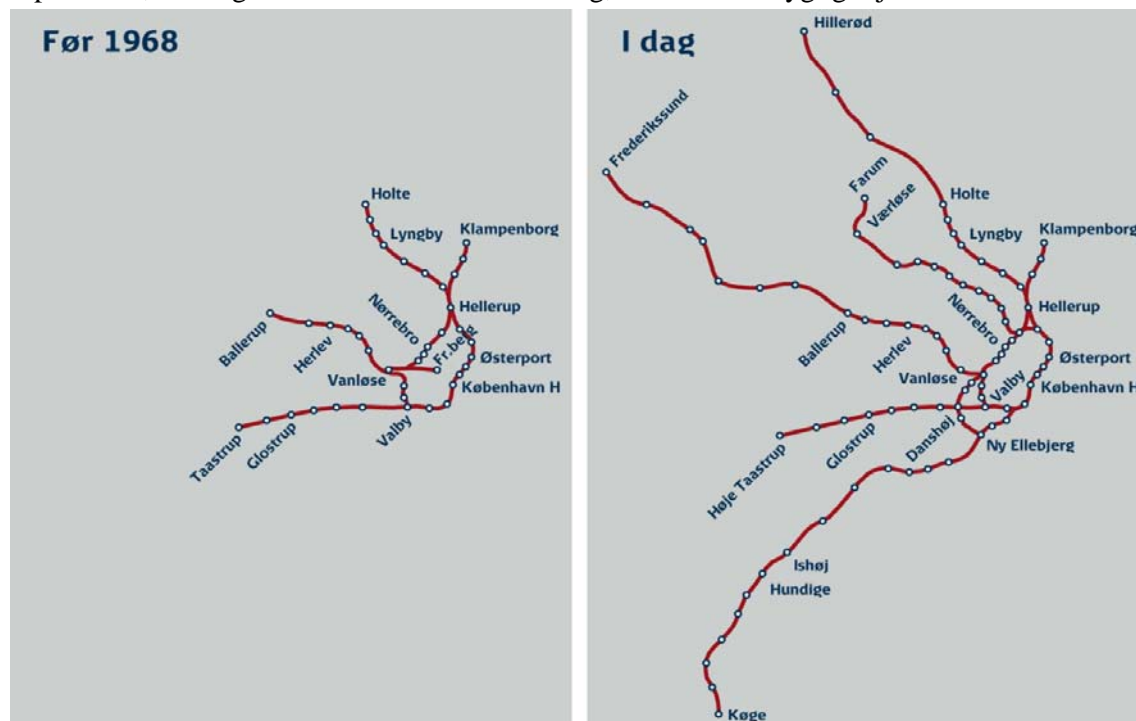 Før 1968
Holte
Lyngby
Klampenborg
Nørrebro
Hellerup
Fr.berg
Ballerup
Herlev
Vanløse
Østerport
København H
Valby
Taastrup
Glostrup
I dag
Hillerød
Frederikssund
Farum
Værløse
Holte
Lyngby
Klampenborg
Nørrebro
Hellerup
Ballerup
Herlev
Vanløse
Valby
Østerport
København H
Høje Taastrup
Glostrup
Danshøj
Ny Ellebjerg
Ishøj
Hundige
Køge